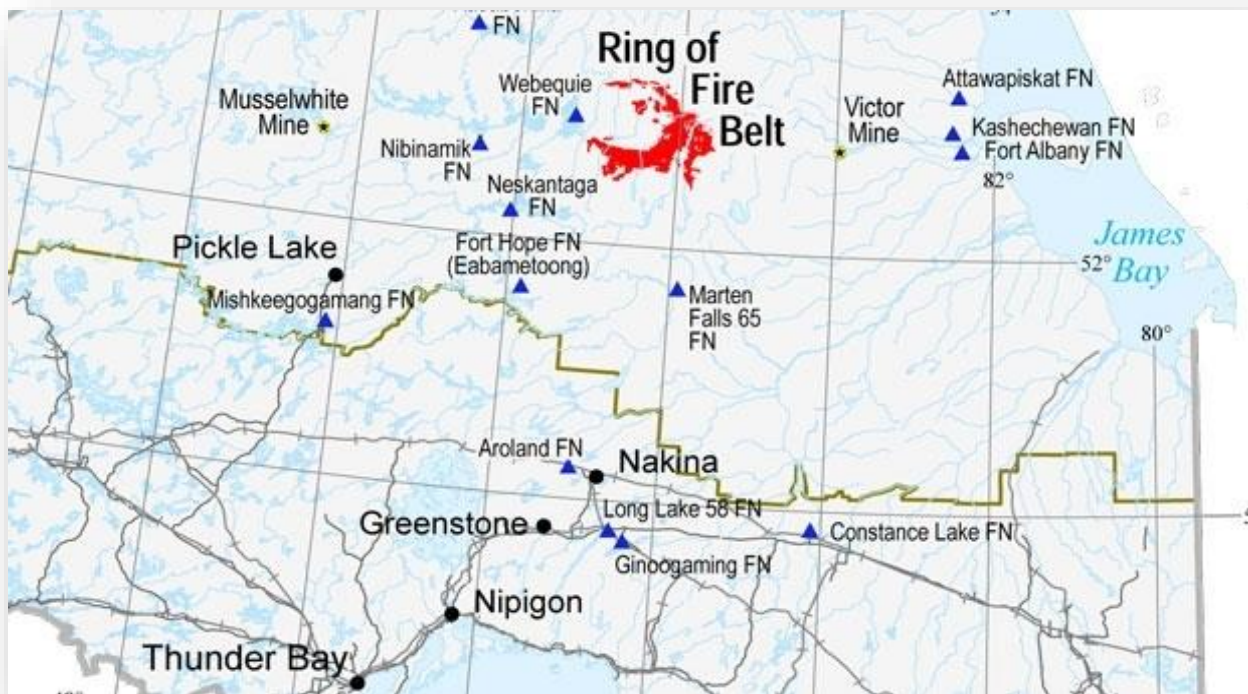 FN
Ring of
Fire
Belt
Webequie
FN
Musselwhite
Mine
Victor
Mine
Attawapiskat FN
Kashechewan FN
Fort Albany FN
82°
Nibinamik
FN
Neskantaga
FN
Pickle Lake
Fort Hope FN
(Eabametoong)
James
Bay
52°
Mishkeegogamang FN
Marten
Falls 65
FN
80°
Aroland FN
Nakina
Long Lake 58 FN
Greenstone
Constance Lake FN
Ginoogaming FN
Nipigon
Thunder Bay